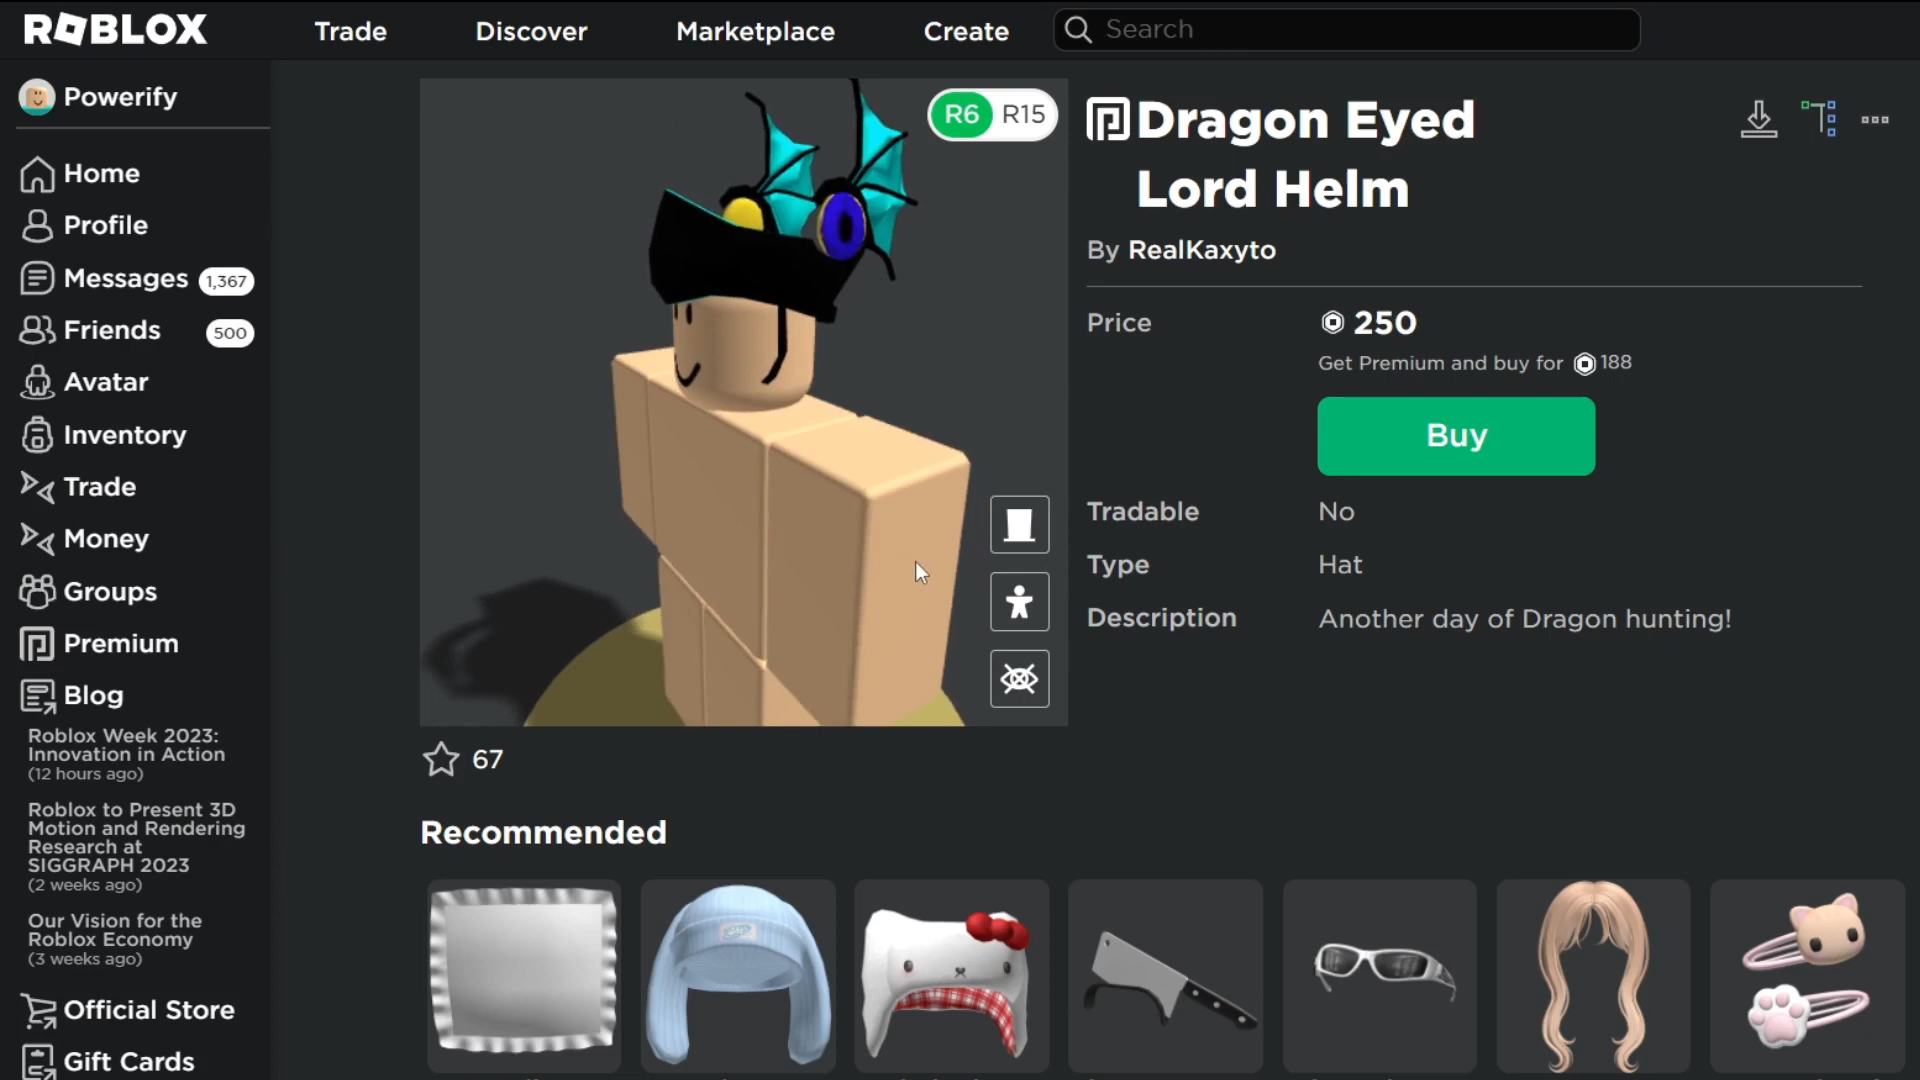 ROBLOX
Trade
Discover
Marketplace
Create
Search
Powerify
Home
Profile
Messages 1,367
Friends 500
Avatar
Inventory
Trade
Money
Groups
Premium
Blog
Roblox Week 2023:
Innovation in Action
(12 hours ago)
Roblox to Present 3D
Motion and Rendering
Research at
SIGGRAPH 2023
(2 weeks ago)
Our Vision for the
Roblox Economy
(3 weeks ago)
Official Store
Gift Cards
R6 R15
Dragon Eyed
Lord Helm
By RealKaxyto
Price 250
Get Premium and buy for 188
Buy
Tradable No
Type Hat
Description Another day of Dragon hunting!
67
Recommended